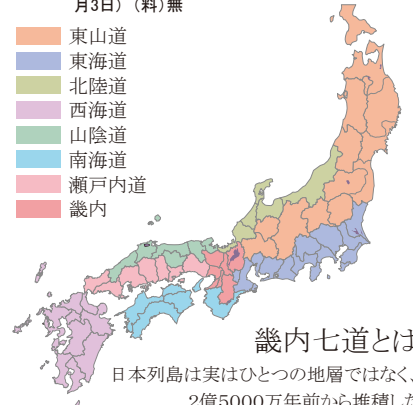 月3日）（料）無
東山道
東海道
北陸道
西海道
山陰道
南海道
瀬戸内道
畿内
畿内七道とは
日本列島は実はひとつの地層ではなく、
2億5000万年前から堆積した